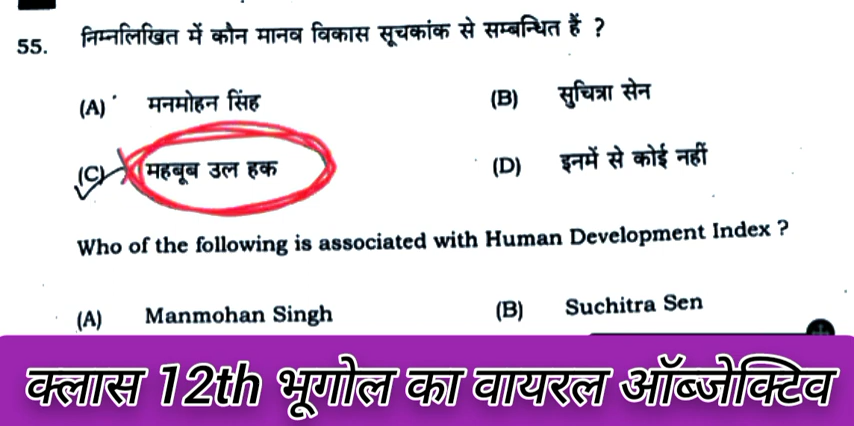 55. निम्नलिखित में कौन मानव विकास सूचकांक से सम्बन्धित हैं ?
(A) मनमोहन सिंह (B) सुचित्रा सेन
(C) महबूब उल हक (D) इनमें से कोई नहीं
Who of the following is associated with Human Development Index ?
(A) Manmohan Singh (B) Suchitra Sen
क्लास 12th भूगोल का वायरल ऑब्जेक्टिव